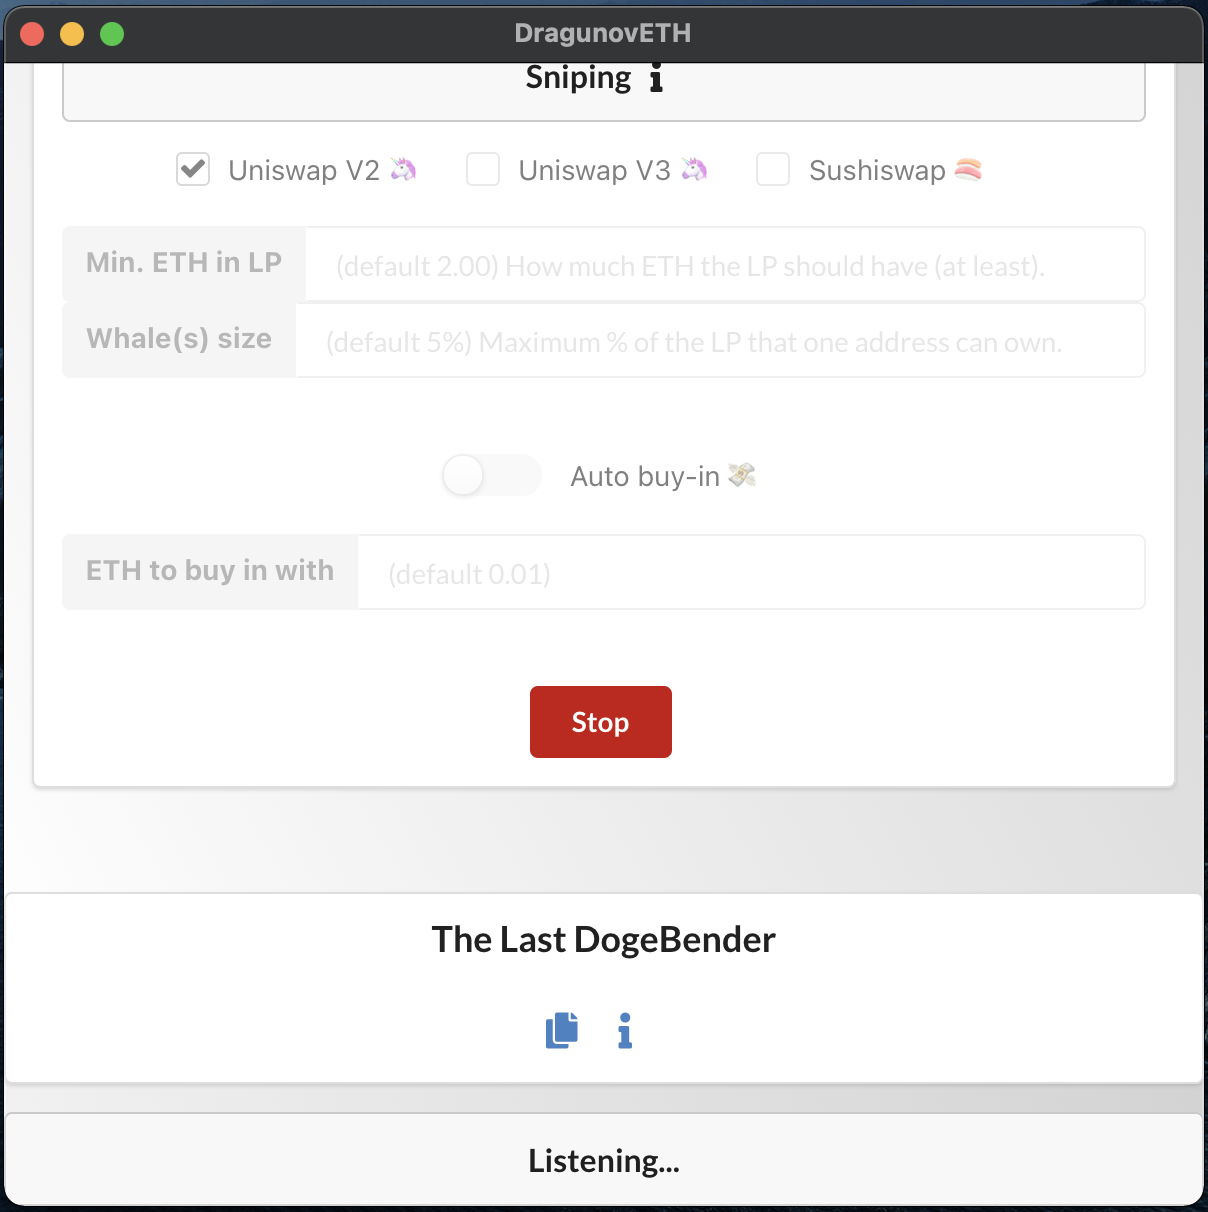 DragunovETH
Sniping
Uniswap V2 🦄
Uniswap V3 🦄
Sushiswap 🍣
Min. ETH in LP
(default 2.00) How much ETH the LP should have (at least).
Whale(s) size
(default 5%) Maximum % of the LP that one address can own.
Auto buy-in 💸
ETH to buy in with
(default 0.01)
Stop
The Last DogeBender
Listening...